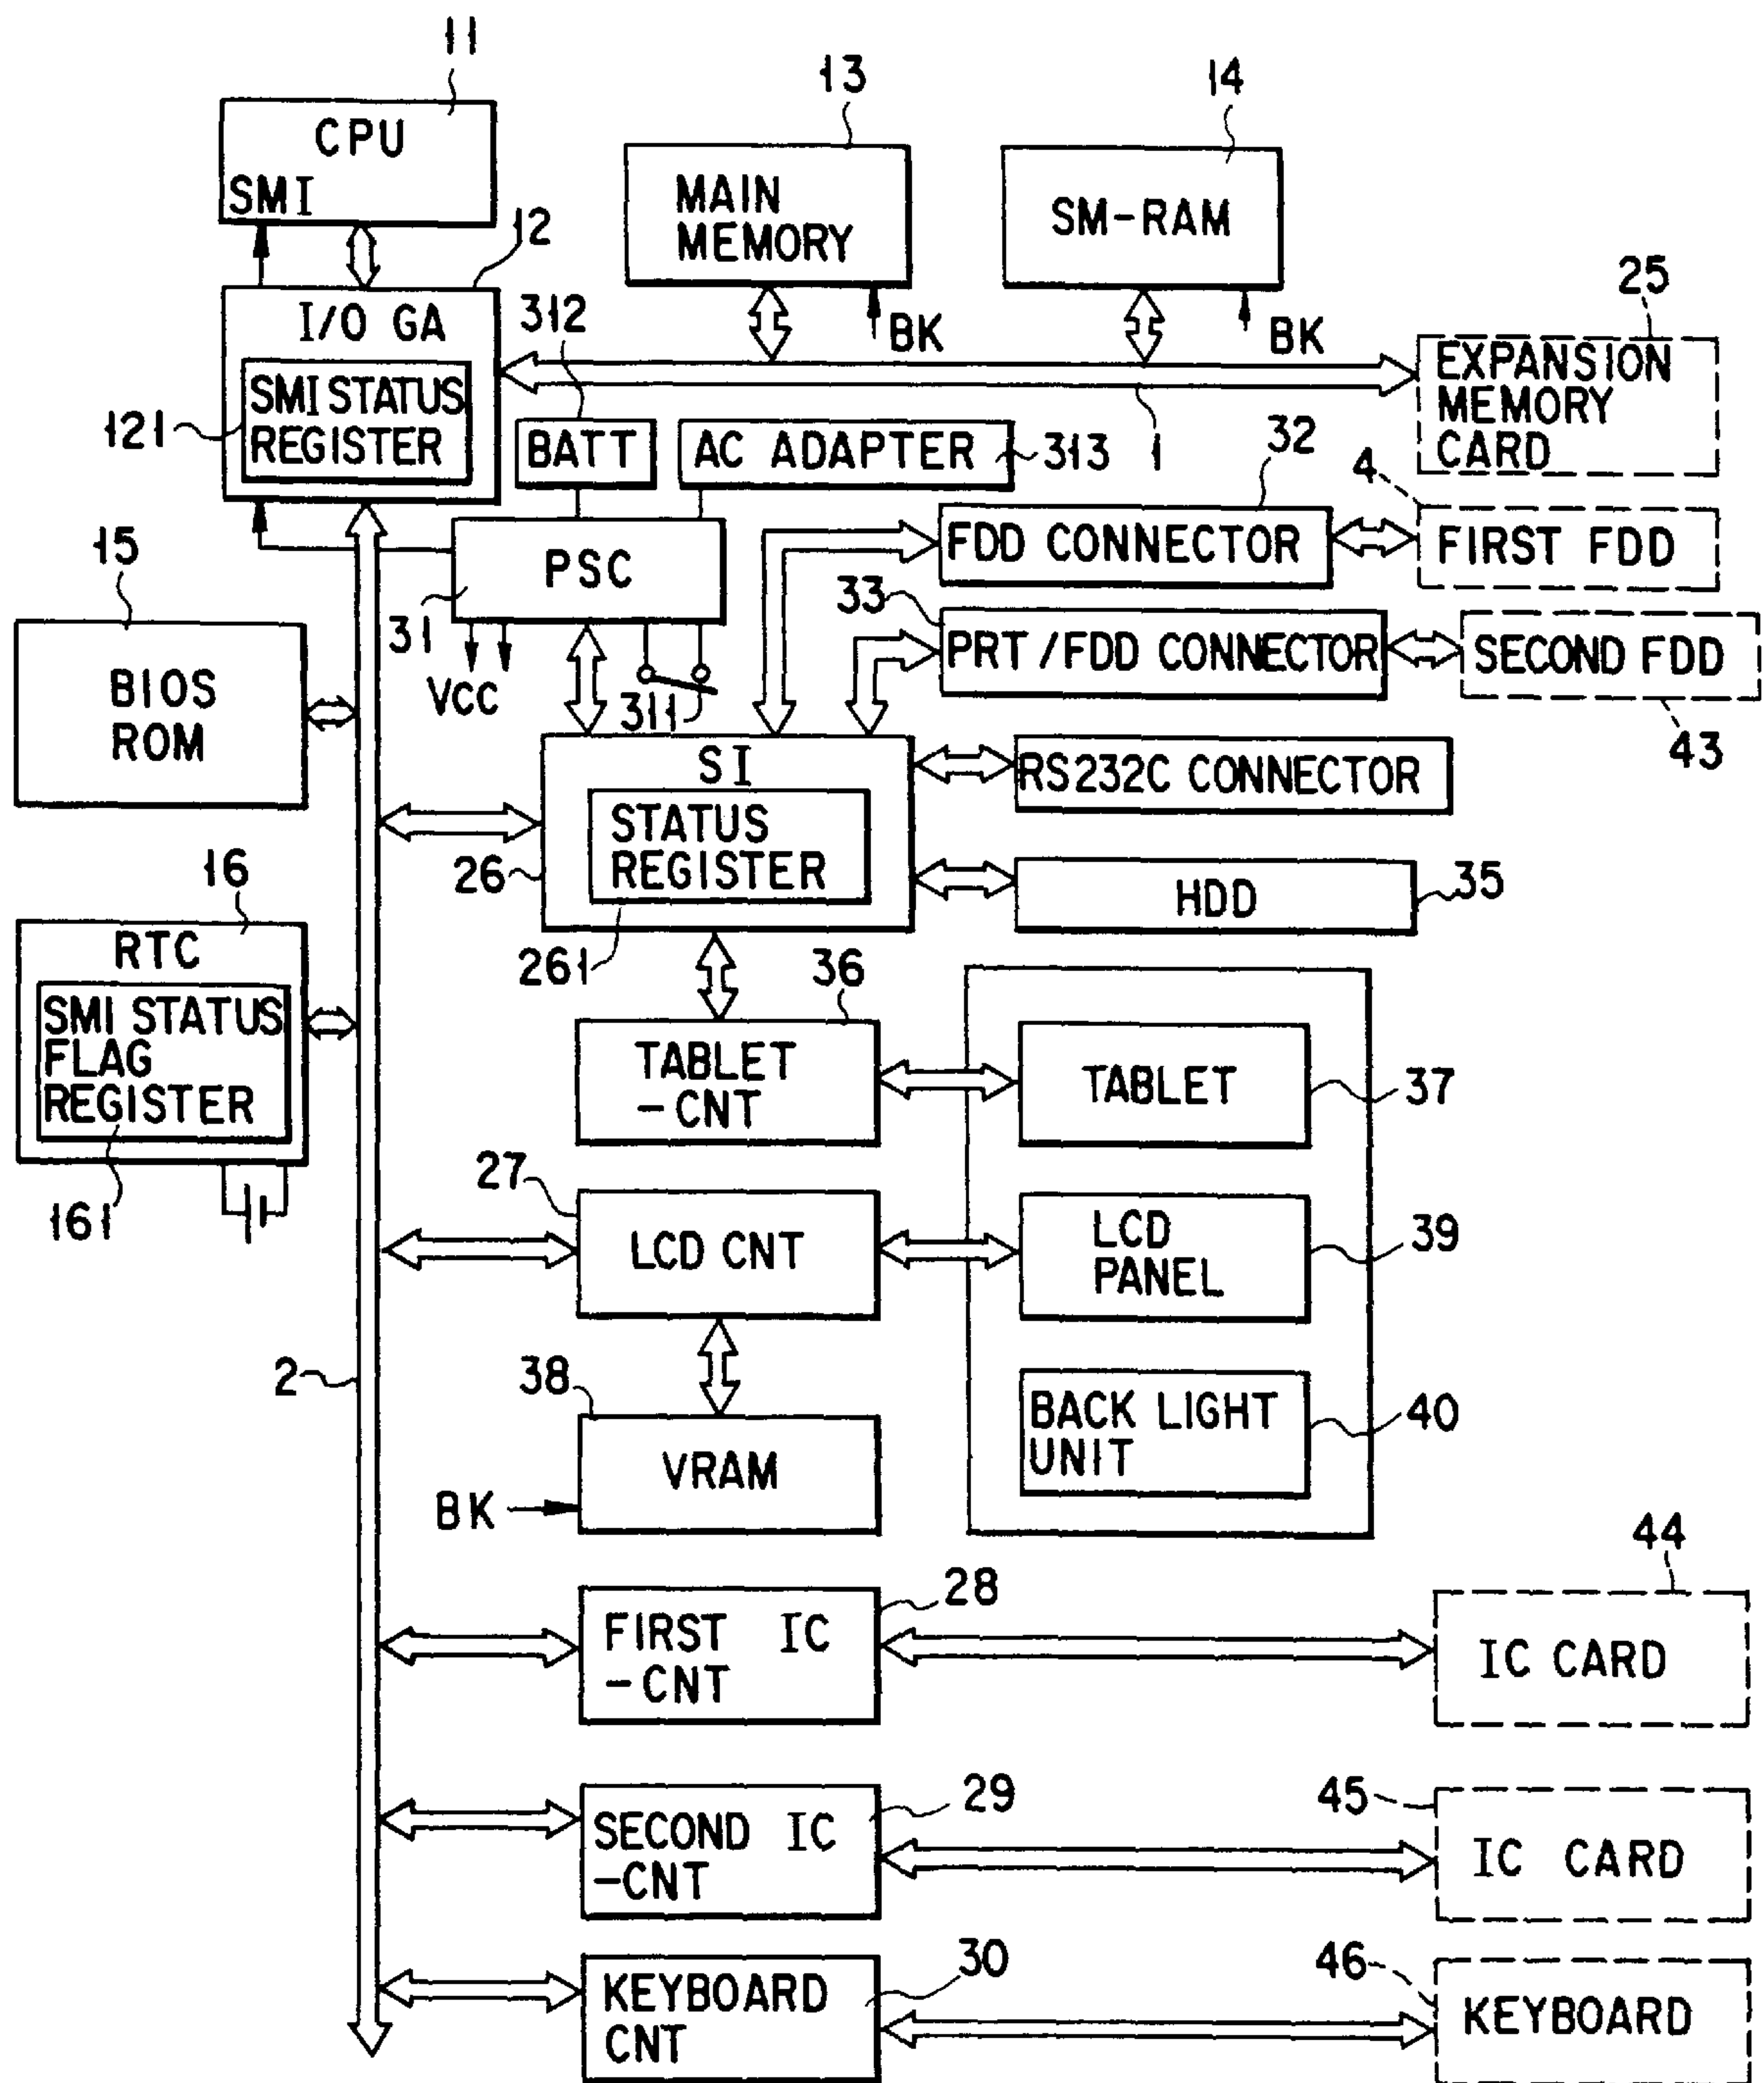 11
CPU
SMI
12
I/O GA
SMI STATUS
REGISTER
121
13
MAIN
MEMORY
BK
14
SM-RAM
BK
25
EXPANSION
MEMORY
CARD
1
312
BATT
AC ADAPTER
313
PSC
31
VCC
311
32
FDD CONNECTOR
4
FIRST FDD
33
PRT/FDD CONNECTOR
SECOND FDD
43
15
BIOS
ROM
SI
STATUS
REGISTER
26
261
RS232C CONNECTOR
HDD
35
16
RTC
SMI STATUS
FLAG
REGISTER
161
36
TABLET
-CNT
TABLET
37
27
LCD CNT
LCD
PANEL
39
2
38
VRAM
BK
BACK LIGHT
UNIT
40
28
FIRST IC
-CNT
44
IC CARD
29
SECOND IC
-CNT
45
IC CARD
30
KEYBOARD
CNT
46
KEYBOARD